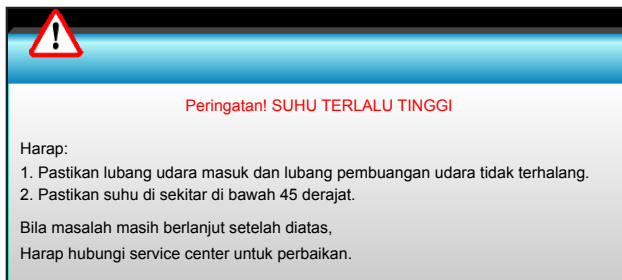 Peringatan! SUHU TERLALU TINGGI
Harap:
1. Pastikan lubang udara masuk dan lubang pembuangan udara tidak terhalang.
2. Pastikan suhu di sekitar di bawah 45 derajat.
Bila masalah masih berlanjut setelah diatas,
Harap hubungi service center untuk perbaikan.